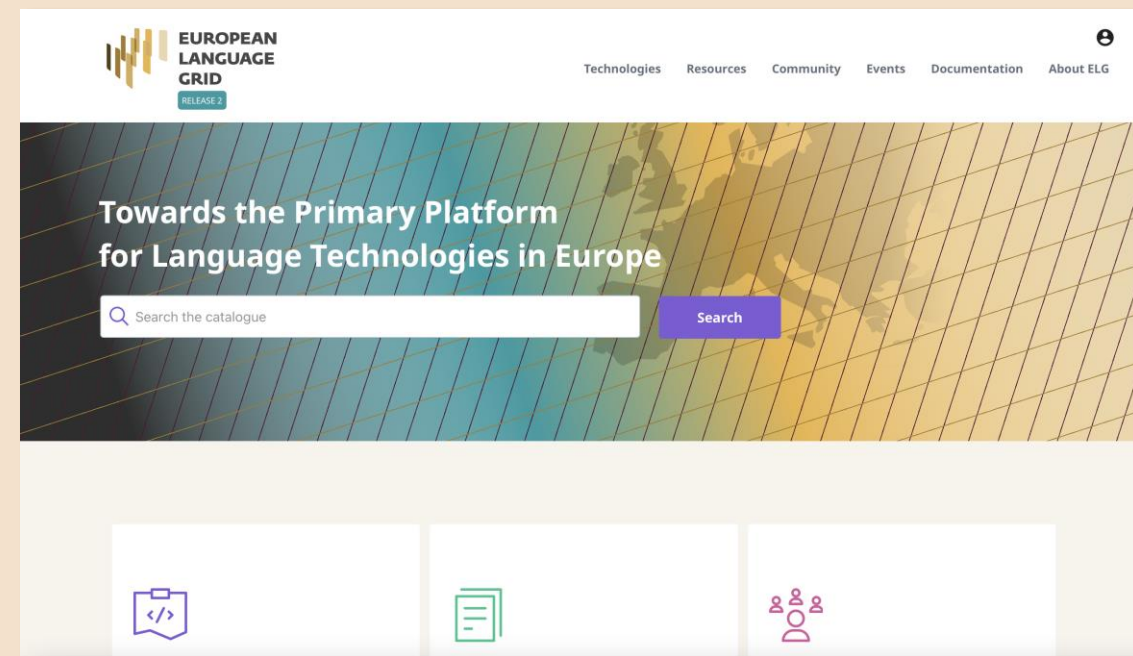 EUROPEAN
LANGUAGE
GRID
RELEASE 2
Technologies Resources Community Events Documentation About ELG
Towards the Primary Platform
for Language Technologies in Europe
Search the catalogue
Search
</>